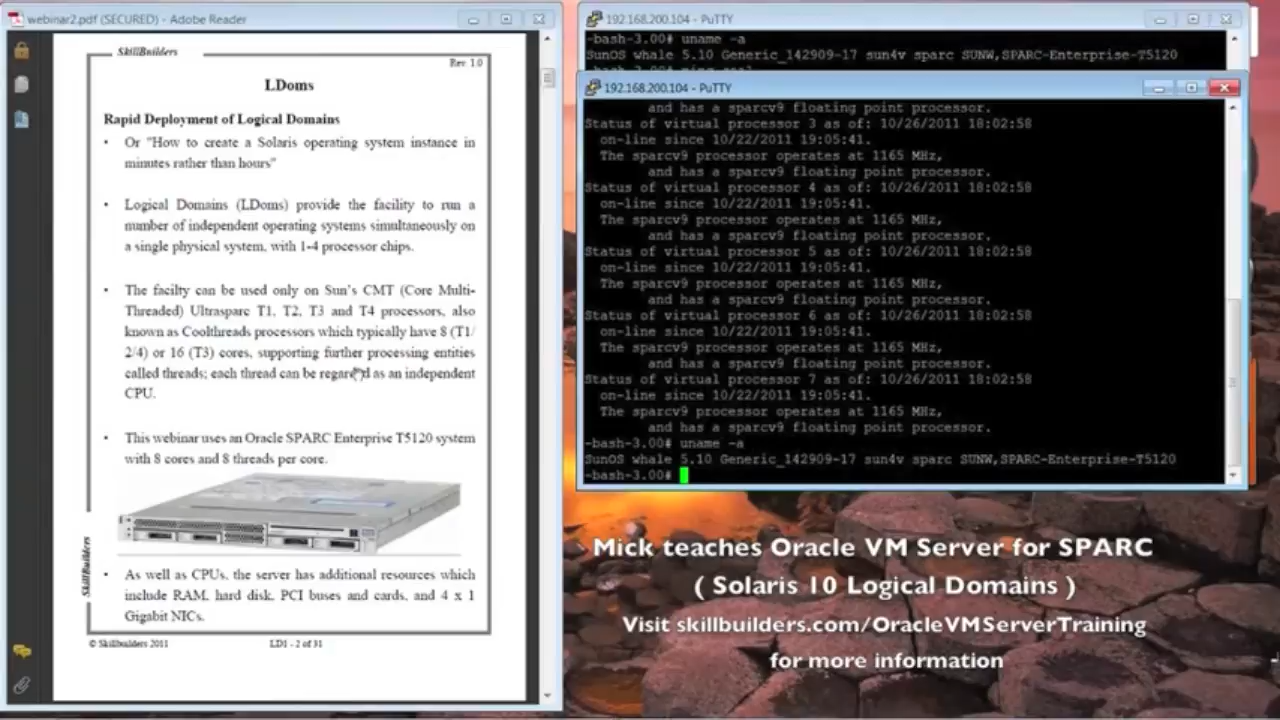 webinar2.pdf (SECURED) - Adobe Reader
SkillBuilders
Rev 1.0
LDoms
Rapid Deployment of Logical Domains
• Or "How to create a Solaris operating system instance in
minutes rather than hours"
• Logical Domains (LDoms) provide the facility to run a
number of independent operating systems simultaneously on
a single physical system, with 1-4 processor chips.
• The facilty can be used only on Sun's CMT (Core Multi-
Threaded) Ultrasparc T1, T2, T3 and T4 processors, also
known as Coolthreads processors which typically have 8 (T1/
2/4) or 16 (T3) cores, supporting further processing entities
called threads; each thread can be regarded as an independent
CPU.
• This webinar uses an Oracle SPARC Enterprise T5120 system
with 8 cores and 8 threads per core.
SkillBuilders
• As well as CPUs, the server has additional resources which
include RAM, hard disk, PCI buses and cards, and 4 x 1
Gigabit NICs.
© Skillbuilders 2011
LD1 - 2 of 31
192.168.200.104 - PuTTY
-bash-3.00# uname -a
SunOS whale 5.10 Generic_142909-17 sun4v sparc SUNW,SPARC-Enterprise-T5120
192.168.200.104 - PuTTY
and has a sparcv9 floating point processor.
Status of virtual processor 3 as of: 10/26/2011 18:02:58
on-line since 10/22/2011 19:05:41.
The sparcv9 processor operates at 1165 MHz,
and has a sparcv9 floating point processor.
Status of virtual processor 4 as of: 10/26/2011 18:02:58
on-line since 10/22/2011 19:05:41.
The sparcv9 processor operates at 1165 MHz,
and has a sparcv9 floating point processor.
Status of virtual processor 5 as of: 10/26/2011 18:02:58
on-line since 10/22/2011 19:05:41.
The sparcv9 processor operates at 1165 MHz,
and has a sparcv9 floating point processor.
Status of virtual processor 6 as of: 10/26/2011 18:02:58
on-line since 10/22/2011 19:05:41.
The sparcv9 processor operates at 1165 MHz,
and has a sparcv9 floating point processor.
Status of virtual processor 7 as of: 10/26/2011 18:02:58
on-line since 10/22/2011 19:05:41.
The sparcv9 processor operates at 1165 MHz,
and has a sparcv9 floating point processor.
-bash-3.00# uname -a
SunOS whale 5.10 Generic_142909-17 sun4v sparc SUNW,SPARC-Enterprise-T5120
-bash-3.00#
Mick teaches Oracle VM Server for SPARC
( Solaris 10 Logical Domains )
Visit skillbuilders.com/OracleVMServerTraining
for more information